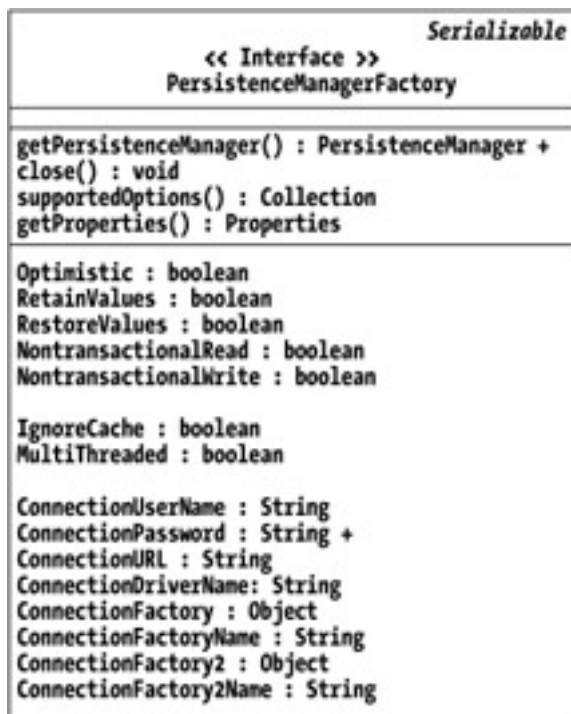 Serializable
<< Interface >>
PersistenceManagerFactory
getPersistenceManager() : PersistenceManager +
close() : void
supportedOptions() : Collection
getProperties() : Properties
Optimistic : boolean
RetainValues : boolean
RestoreValues : boolean
NontransactionalRead : boolean
NontransactionalWrite : boolean
IgnoreCache : boolean
MultiThreaded : boolean
ConnectionUserName : String
ConnectionPassword : String +
ConnectionURL : String
ConnectionDriverName: String
ConnectionFactory : Object
ConnectionFactoryName : String
ConnectionFactory2 : Object
ConnectionFactory2Name : String